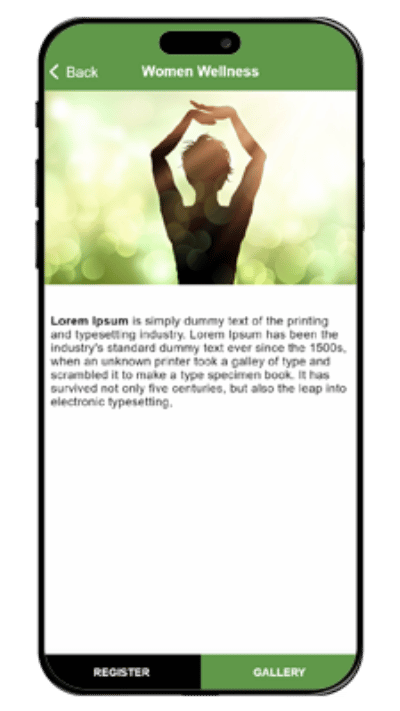 Back
Women Wellness
Lorem Ipsum is simply dummy text of the printing
and typesetting industry. Lorem Ipsum has been the
industry's standard dummy text ever since the 1500s,
when an unknown printer took a galley of type and
scrambled it to make a type specimen book. It has
survived not only five centuries, but also the leap into
electronic typesetting,
REGISTER
GALLERY